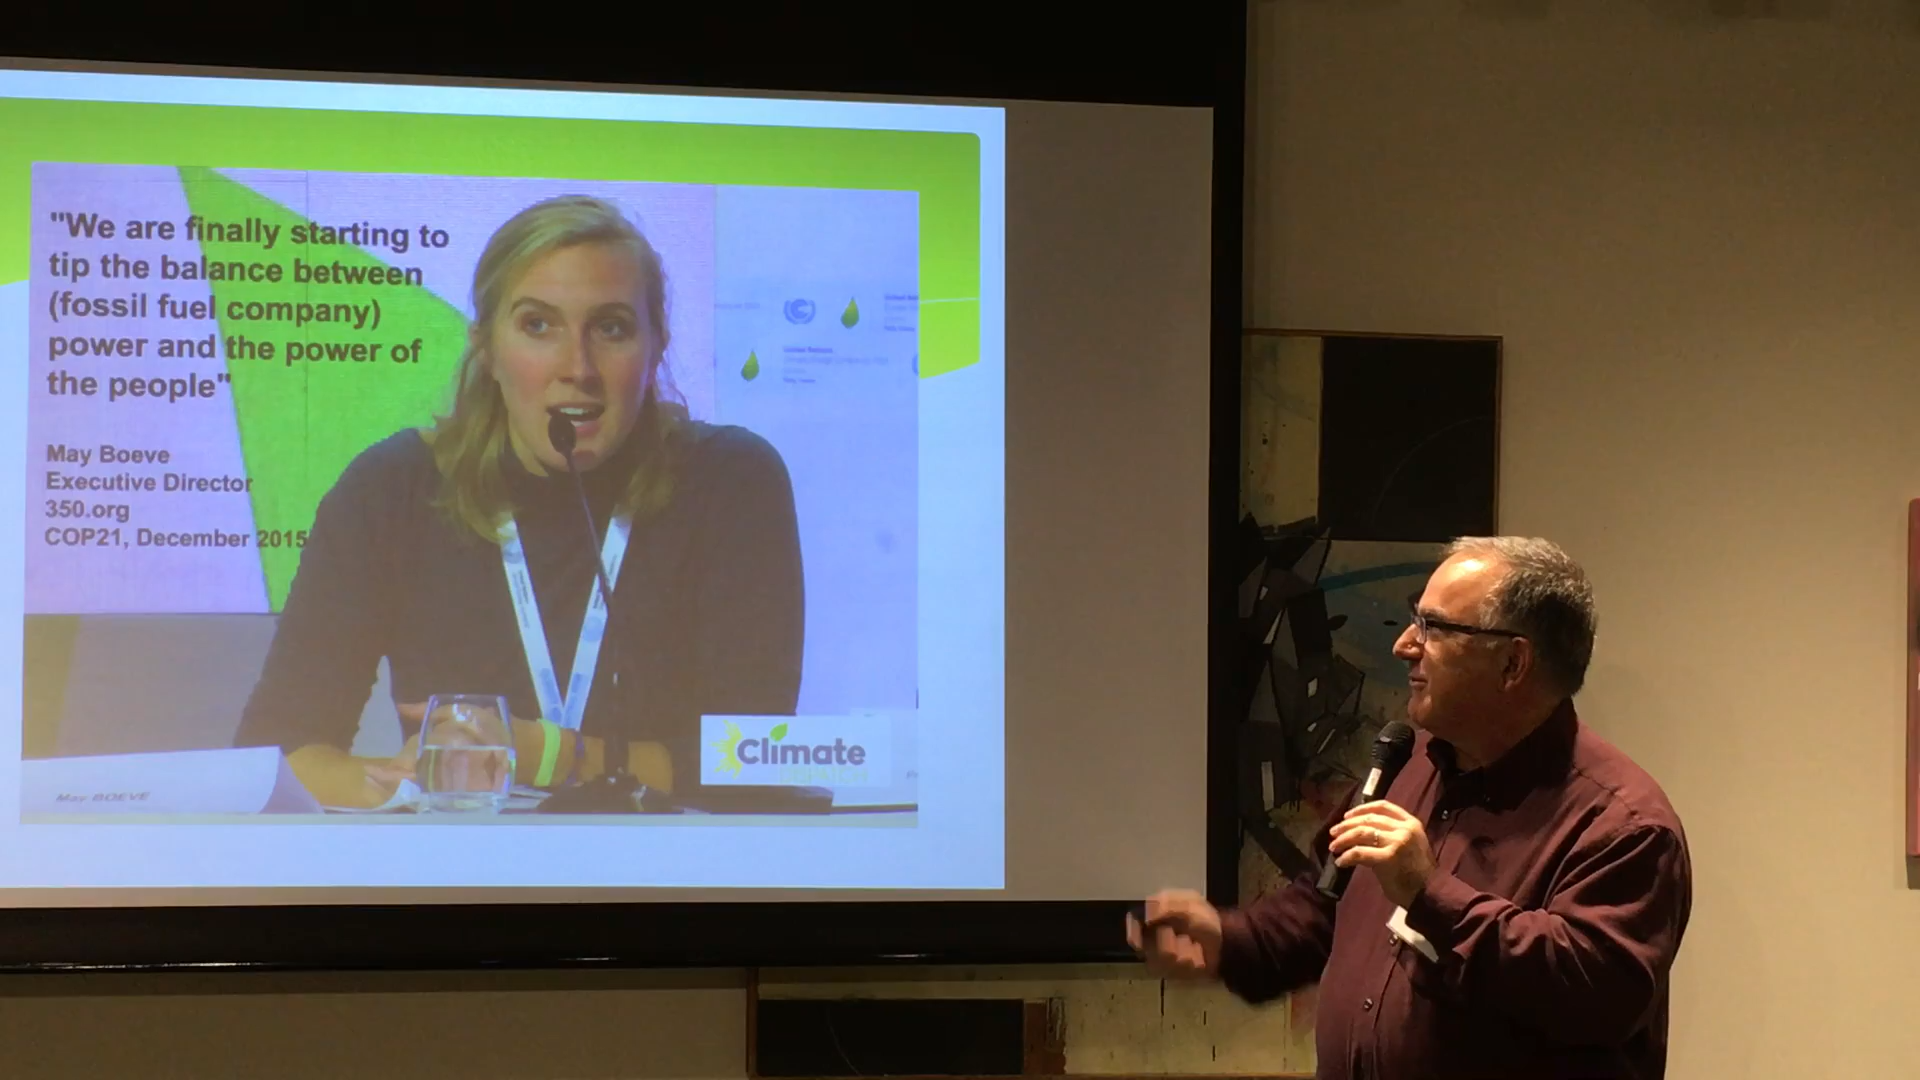 "We are finally starting to
tip the balance between
(fossil fuel company)
power and the power of
the people"
May Boeve
Executive Director
350.org
COP21, December 2015
Climate
DISPATCH
May BOEVE